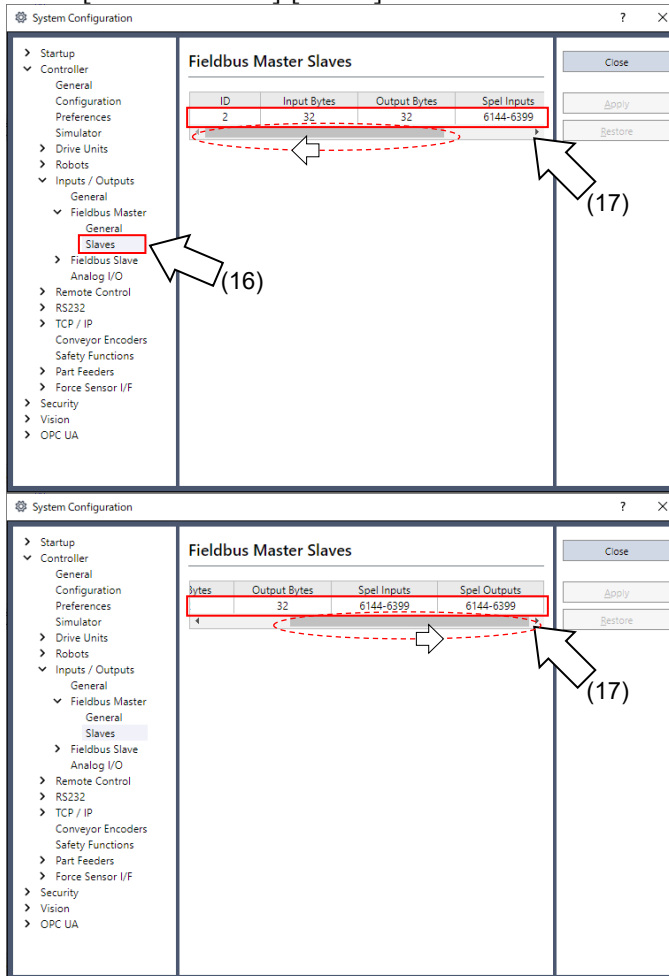 System Configuration ? ×
Startup
Controller
General
Configuration
Preferences
Simulator
Drive Units
Robots
Inputs / Outputs
General
Fieldbus Master
General
Slaves
Fieldbus Slave
Analog I/O
Remote Control
RS232
TCP / IP
Conveyor Encoders
Safety Functions
Part Feeders
Force Sensor I/F
Security
Vision
OPC UA
Fieldbus Master Slaves
ID Input Bytes Output Bytes Spel Inputs
2 32 32 6144-6399
Close
Apply
Restore
(17)
(16)
System Configuration ? ×
Startup
Controller
General
Configuration
Preferences
Simulator
Drive Units
Robots
Inputs / Outputs
General
Fieldbus Master
General
Slaves
Fieldbus Slave
Analog I/O
Remote Control
RS232
TCP / IP
Conveyor Encoders
Safety Functions
Part Feeders
Force Sensor I/F
Security
Vision
OPC UA
Fieldbus Master Slaves
Bytes Output Bytes Spel Inputs Spel Outputs
32 6144-6399 6144-6399
Close
Apply
Restore
(17)